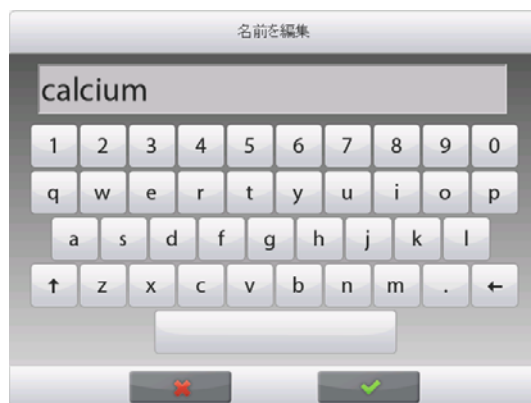 名前を編集
calcium
1 2 3 4 5 6 7 8 9 0
q w e r t y u i o p
a s d f g h j k l
↑ z x c v b n m . ←